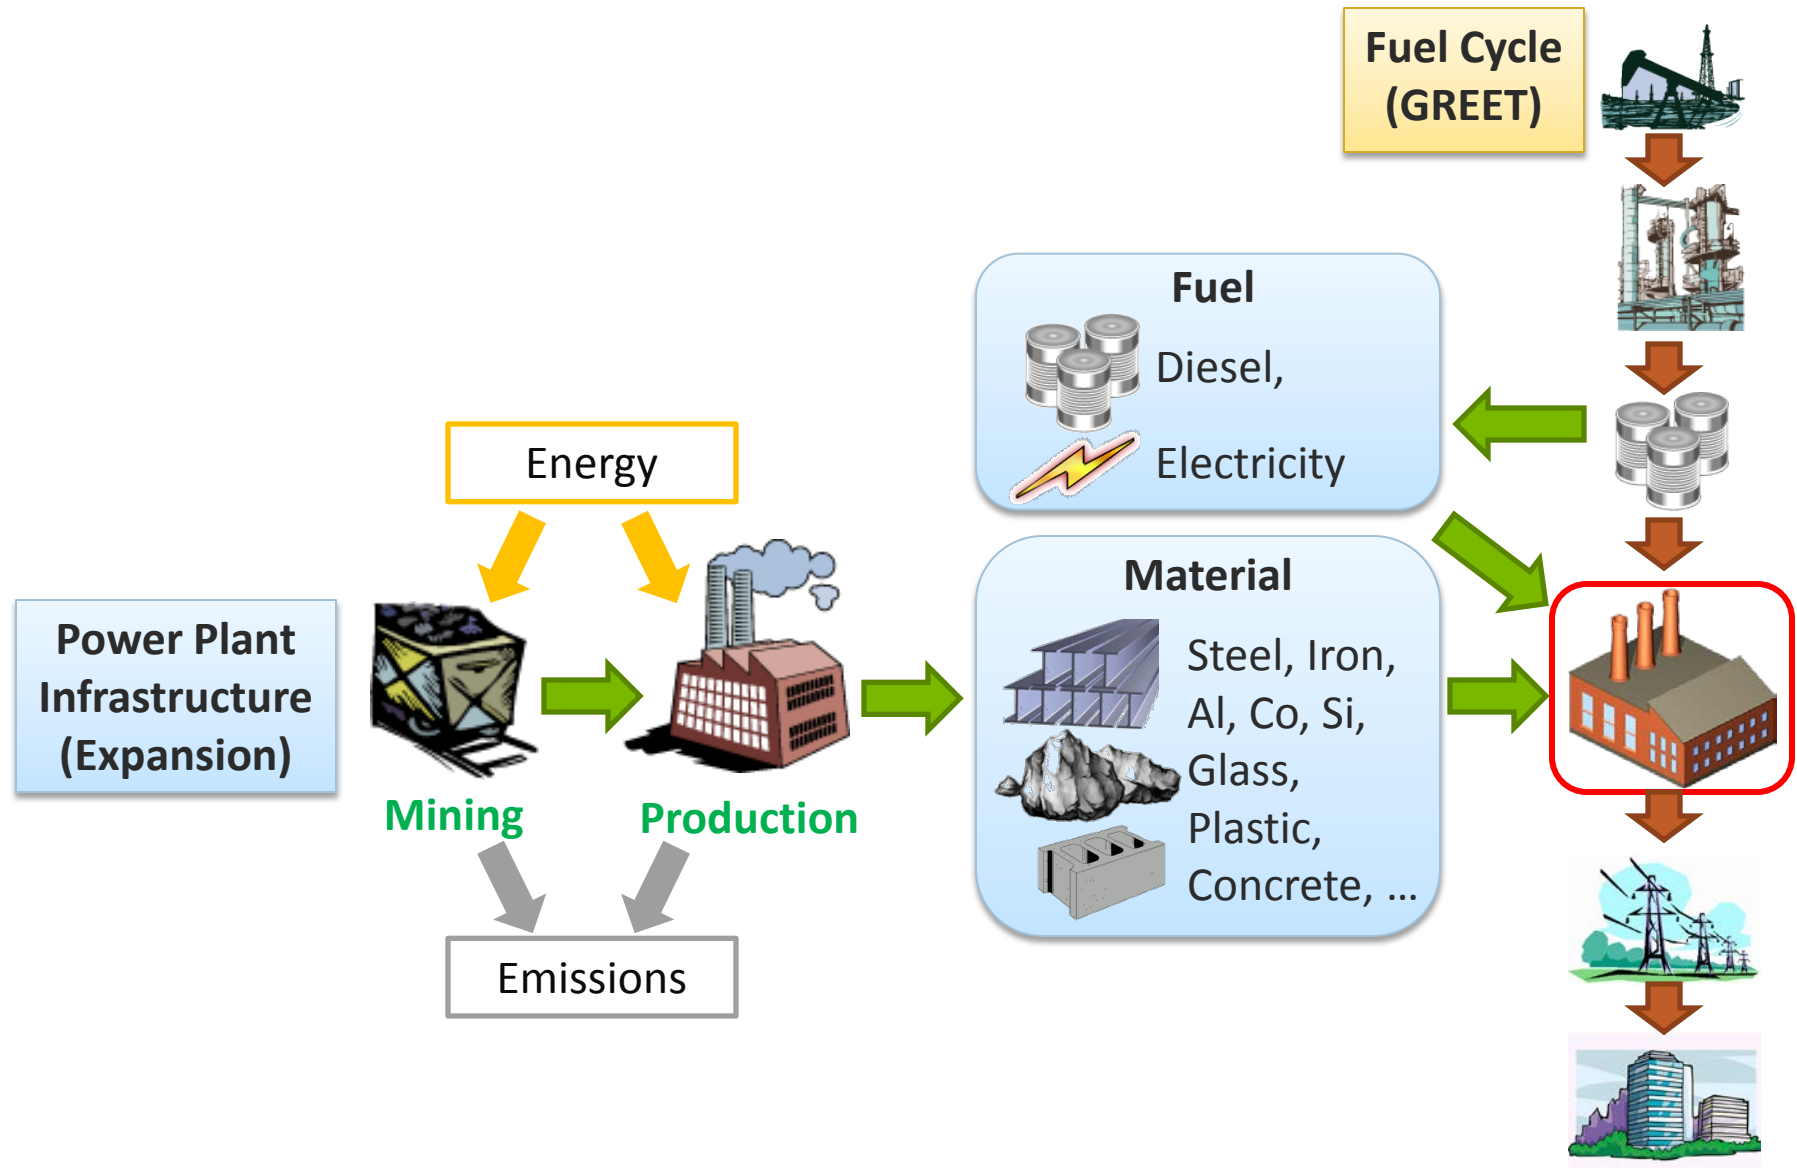 Fuel Cycle
(GREET)
Fuel
Diesel,
Electricity
Energy
Power Plant
Infrastructure
(Expansion)
Mining
Production
Emissions
Material
Steel, Iron,
Al, Co, Si,
Glass,
Plastic,
Concrete, ...